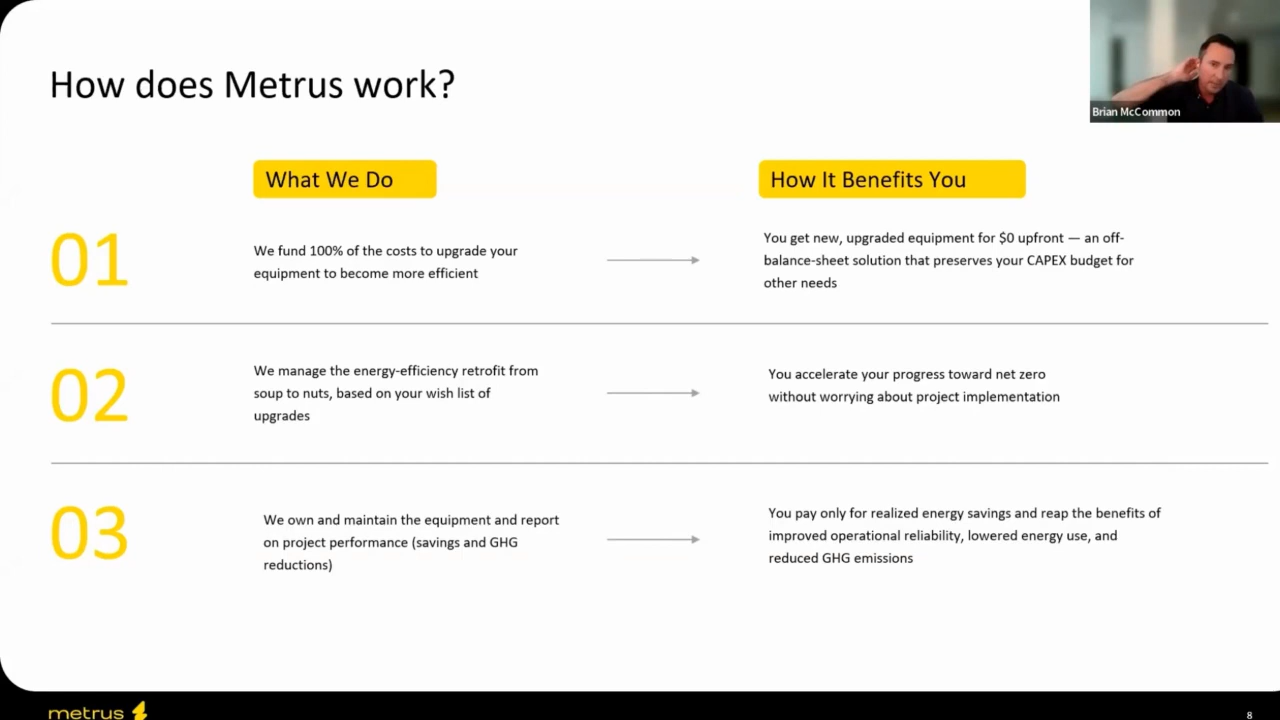 How does Metrus work?
Brian McCommon
What We Do
How It Benefits You
01
We fund 100% of the costs to upgrade your
equipment to become more efficient
You get new, upgraded equipment for $0 upfront — an off-
balance-sheet solution that preserves your CAPEX budget for
other needs
02
We manage the energy-efficiency retrofit from
soup to nuts, based on your wish list of
upgrades
You accelerate your progress toward net zero
without worrying about project implementation
03
We own and maintain the equipment and report
on project performance (savings and GHG
reductions)
You pay only for realized energy savings and reap the benefits of
improved operational reliability, lowered energy use, and
reduced GHG emissions
metrus
8